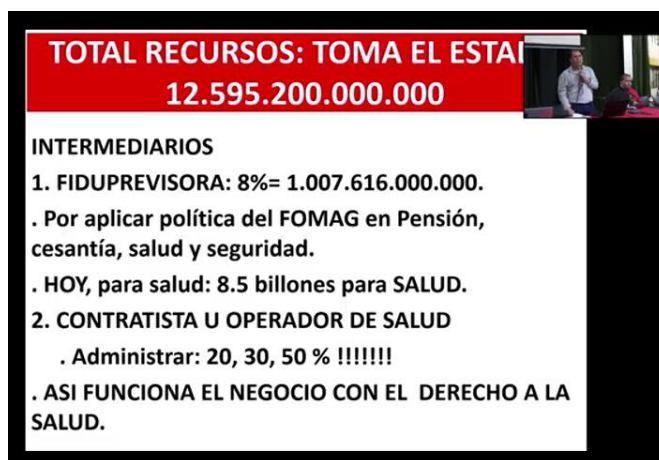 TOTAL RECURSOS: TOMA EL
12.595.200.000.000
INTERMEDIARIOS
1. FIDUPREVISORA: 8%= 1.007.616.000.000.
. Por aplicar política del FOMAG en Pensión,
cesantía, salud y seguridad.
. HOY, para salud: 8.5 billones para SALUD.
2. CONTRATISTA U OPERADOR DE SALUD
. Administrar: 20, 30, 50 % !!!!!!!
. ASI FUNCIONA EL NEGOCIO CON EL DERECHO A LA
SALUD.